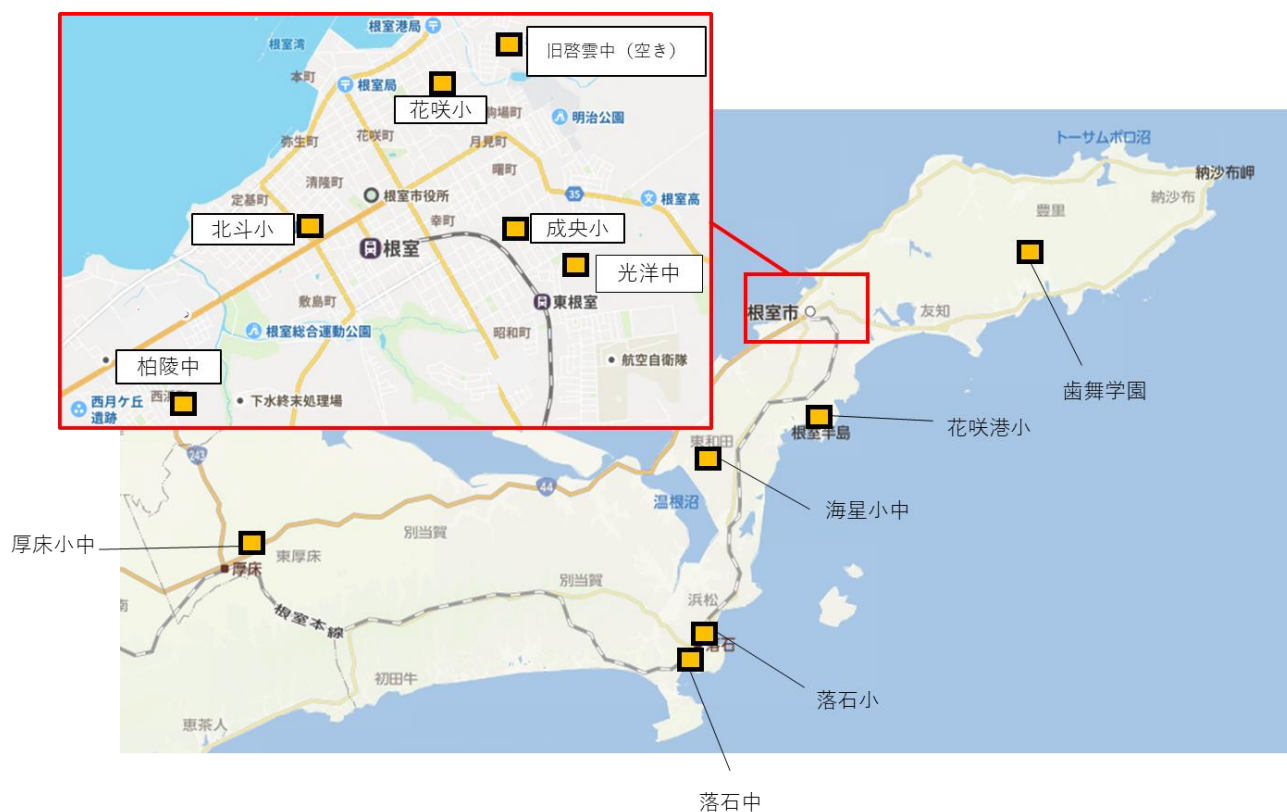 根室港局
根室湾
旧啓雲中（空き）
本町
根室局
花咲小
駒場町
明治公園
弥生町
花咲町
月見町
清隆町
曙町
定基町
根室市役所
35
根室高
北斗小
幸町
成央小
根室
光洋中
敷島町
東根室
根室総合運動公園
昭和町
航空自衛隊
柏陵中
西月ケ丘
遺跡
下水終末処理場
トーサムポロ沼
納沙布岬
納沙布
豊里
根室市
友知
歯舞学園
花咲港小
根室半島
東和田
243
44
温根沼
海星小中
別当賀
厚床小中
東厚床
厚床
別当賀
浜松
根室本線
落石
初田牛
落石小
恵茶人
落石中